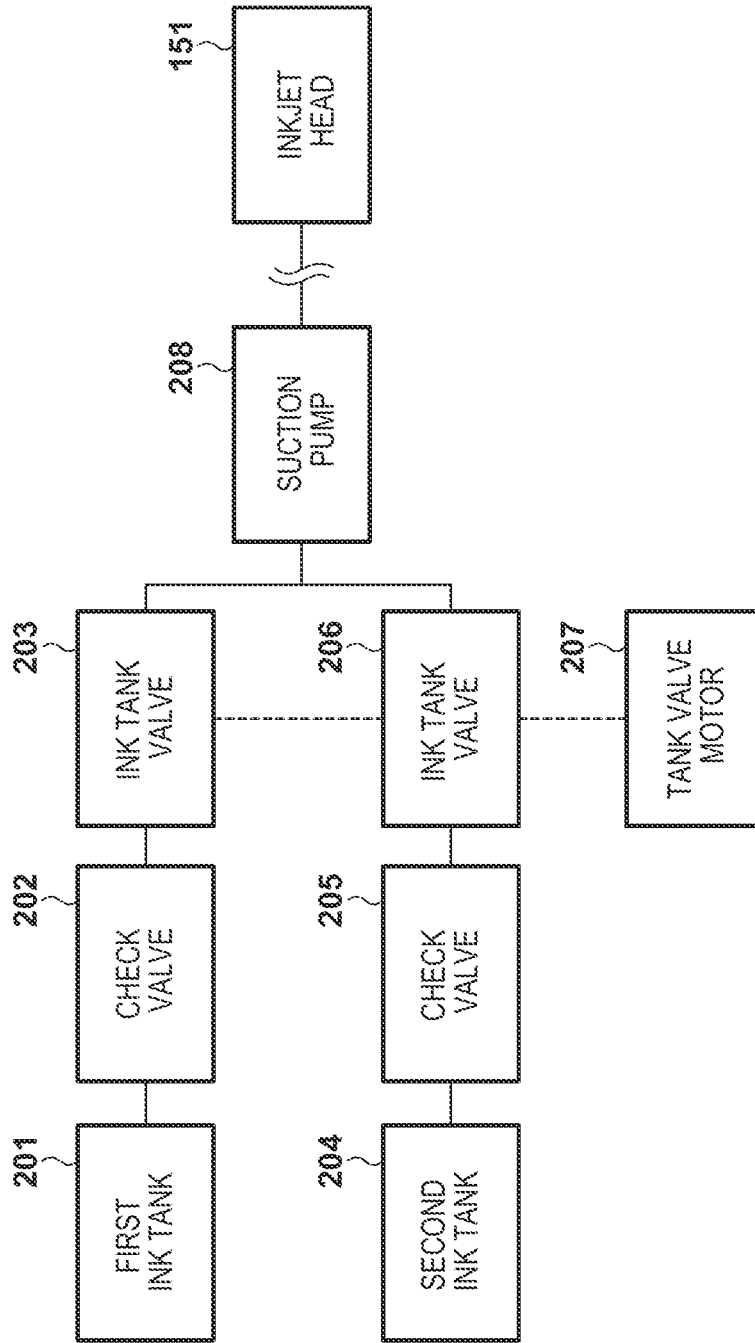 201
FIRST
INK TANK
202
CHECK
VALVE
203
INK TANK
VALVE
208
SUCTION
PUMP
151
INKJET
HEAD
204
SECOND
INK TANK
205
CHECK
VALVE
206
INK TANK
VALVE
207
TANK VALVE
MOTOR